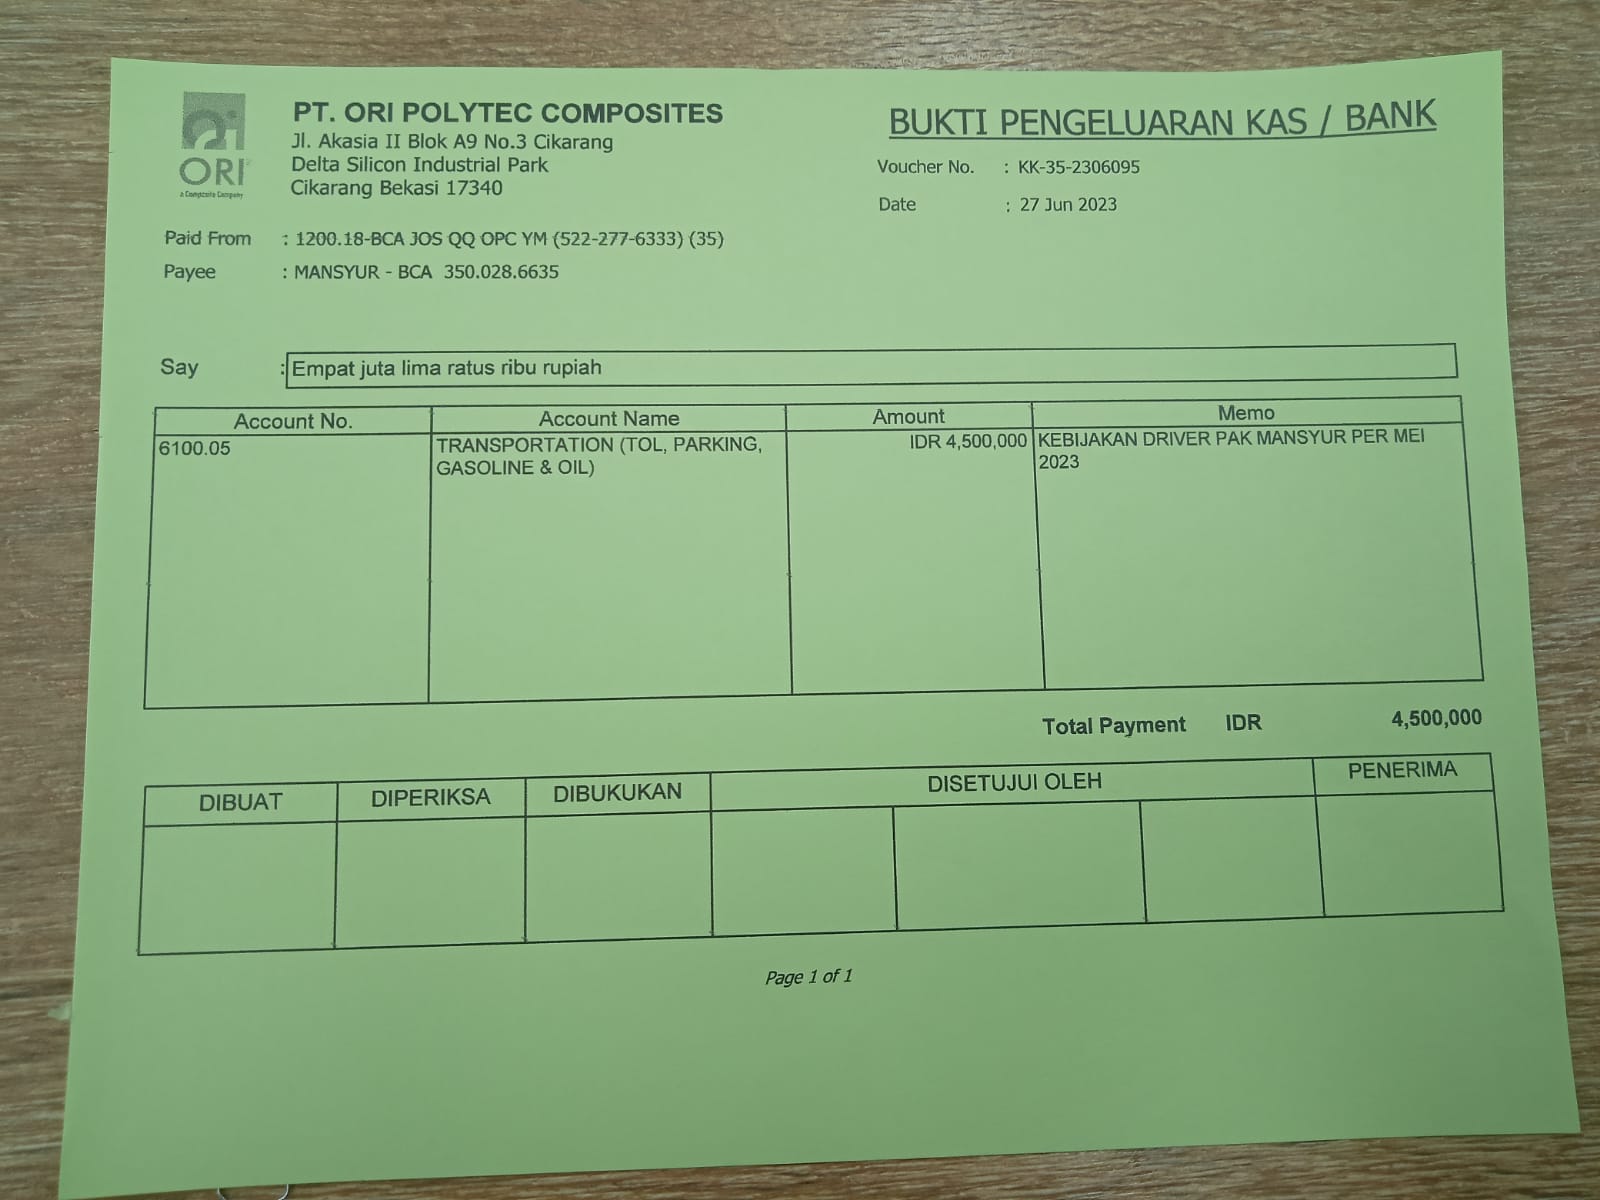 ORI
a Composite Company
PT. ORI POLYTEC COMPOSITES
Jl. Akasia II Blok A9 No.3 Cikarang
Delta Silicon Industrial Park
Cikarang Bekasi 17340
BUKTI PENGELUARAN KAS / BANK
Voucher No. : KK-35-2306095
Date : 27 Jun 2023
Paid From : 1200.18-BCA JOS QQ OPC YM (522-277-6333) (35)
Payee : MANSYUR - BCA 350.028.6635
Say : Empat juta lima ratus ribu rupiah
Account No. Account Name Amount Memo
6100.05 TRANSPORTATION (TOL, PARKING, IDR 4,500,000 KEBIJAKAN DRIVER PAK MANSYUR PER MEI
GASOLINE & OIL) 2023
Total Payment IDR 4,500,000
DIBUAT DIPERIKSA DIBUKUKAN DISETUJUI OLEH PENERIMA
Page 1 of 1